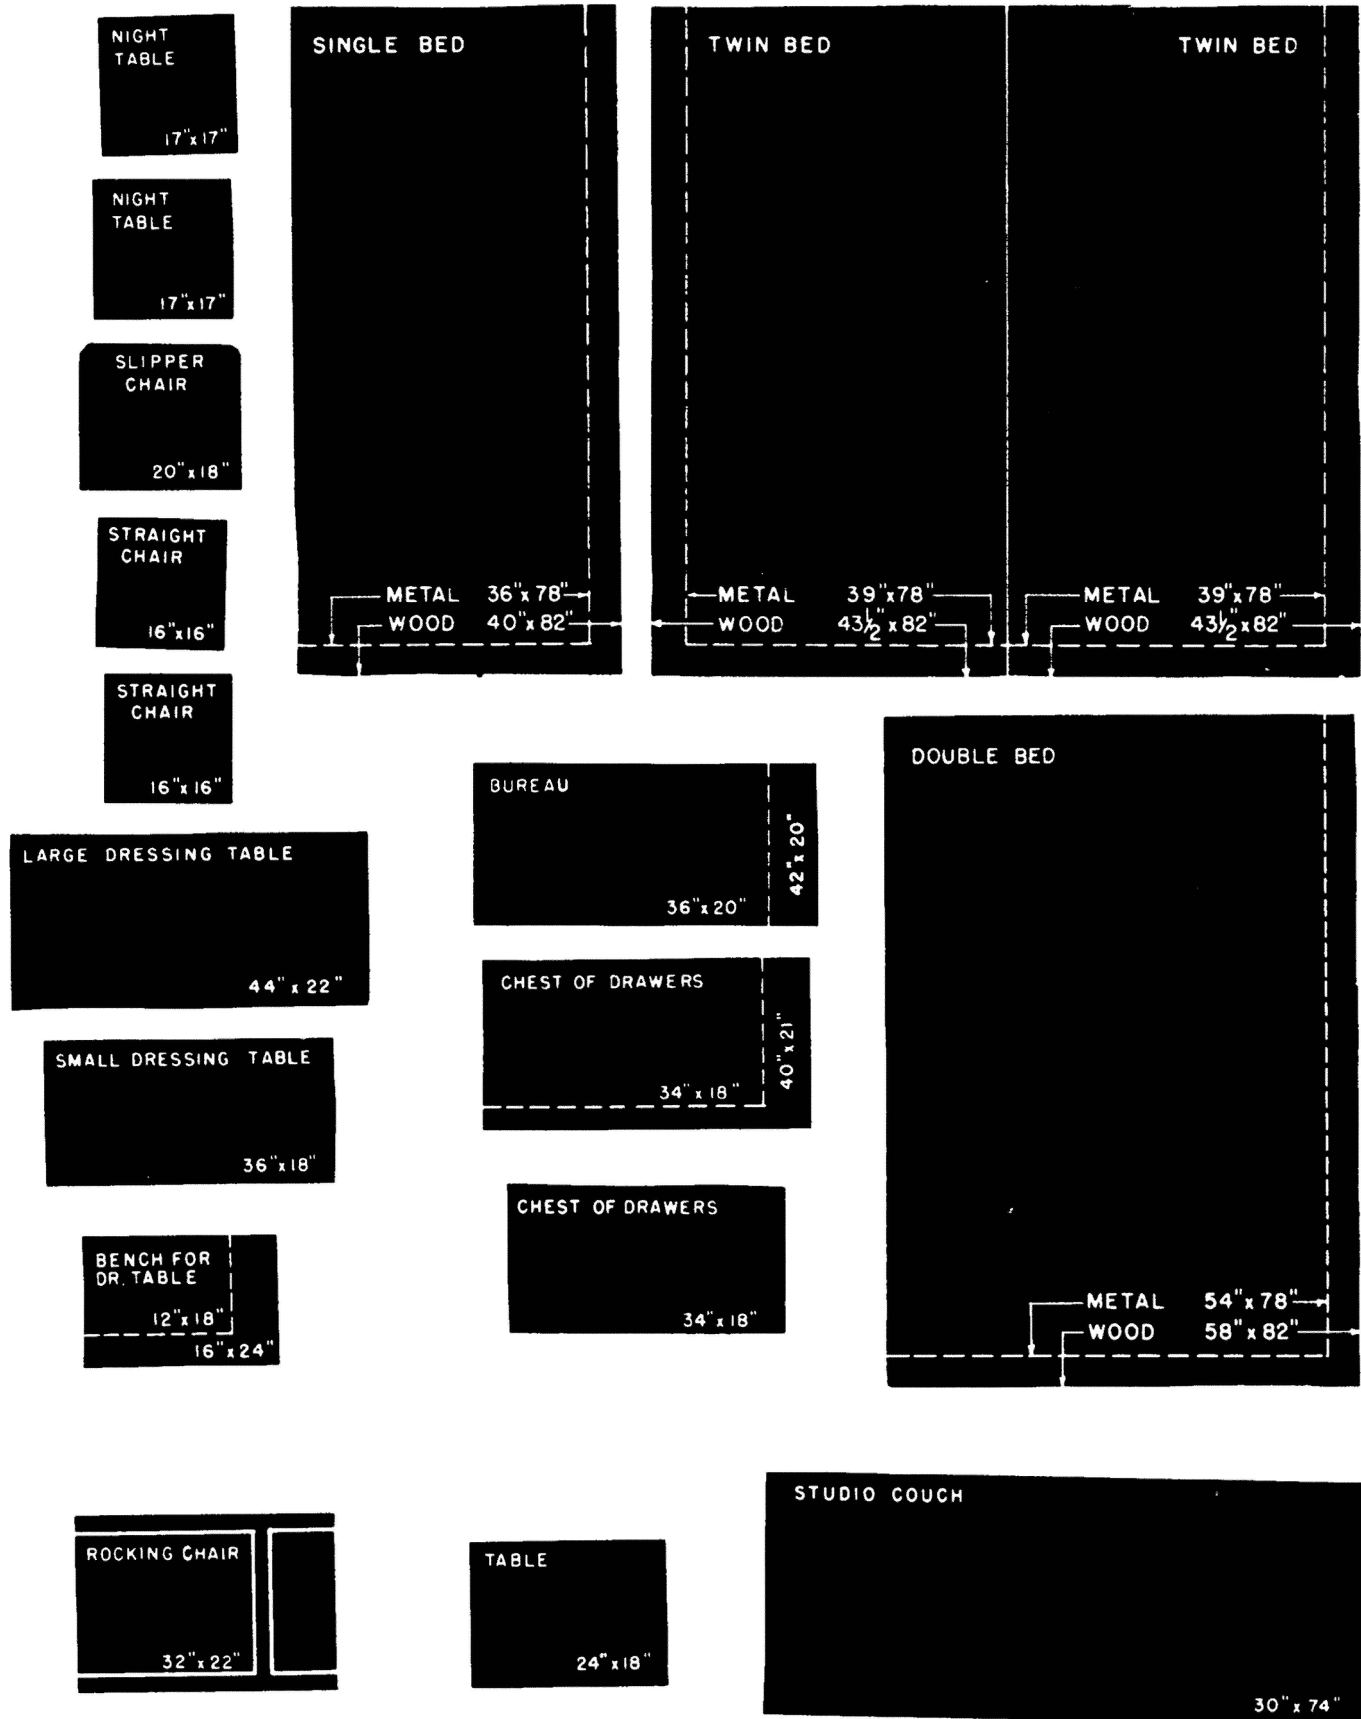 NIGHT
TABLE
17"x17"
NIGHT
TABLE
17"x17"
SLIPPER
CHAIR
20"x18"
STRAIGHT
CHAIR
16"x16"
STRAIGHT
CHAIR
16"x16"
LARGE DRESSING TABLE
44"x22"
SMALL DRESSING TABLE
36"x18"
BENCH FOR
DR. TABLE
12"x18"
16"x24"
ROCKING CHAIR
32"x22"
SINGLE BED
METAL 36"x78"
WOOD 40"x82"
TWIN BED
METAL 39"x78"
WOOD 43½"x82"
TWIN BED
METAL 39"x78"
WOOD 43½"x82"
BUREAU
36"x20"
42"x20"
CHEST OF DRAWERS
34"x18"
40"x21"
CHEST OF DRAWERS
34"x18"
DOUBLE BED
METAL 54"x78"
WOOD 58"x82"
TABLE
24"x18"
STUDIO COUCH
30"x74"